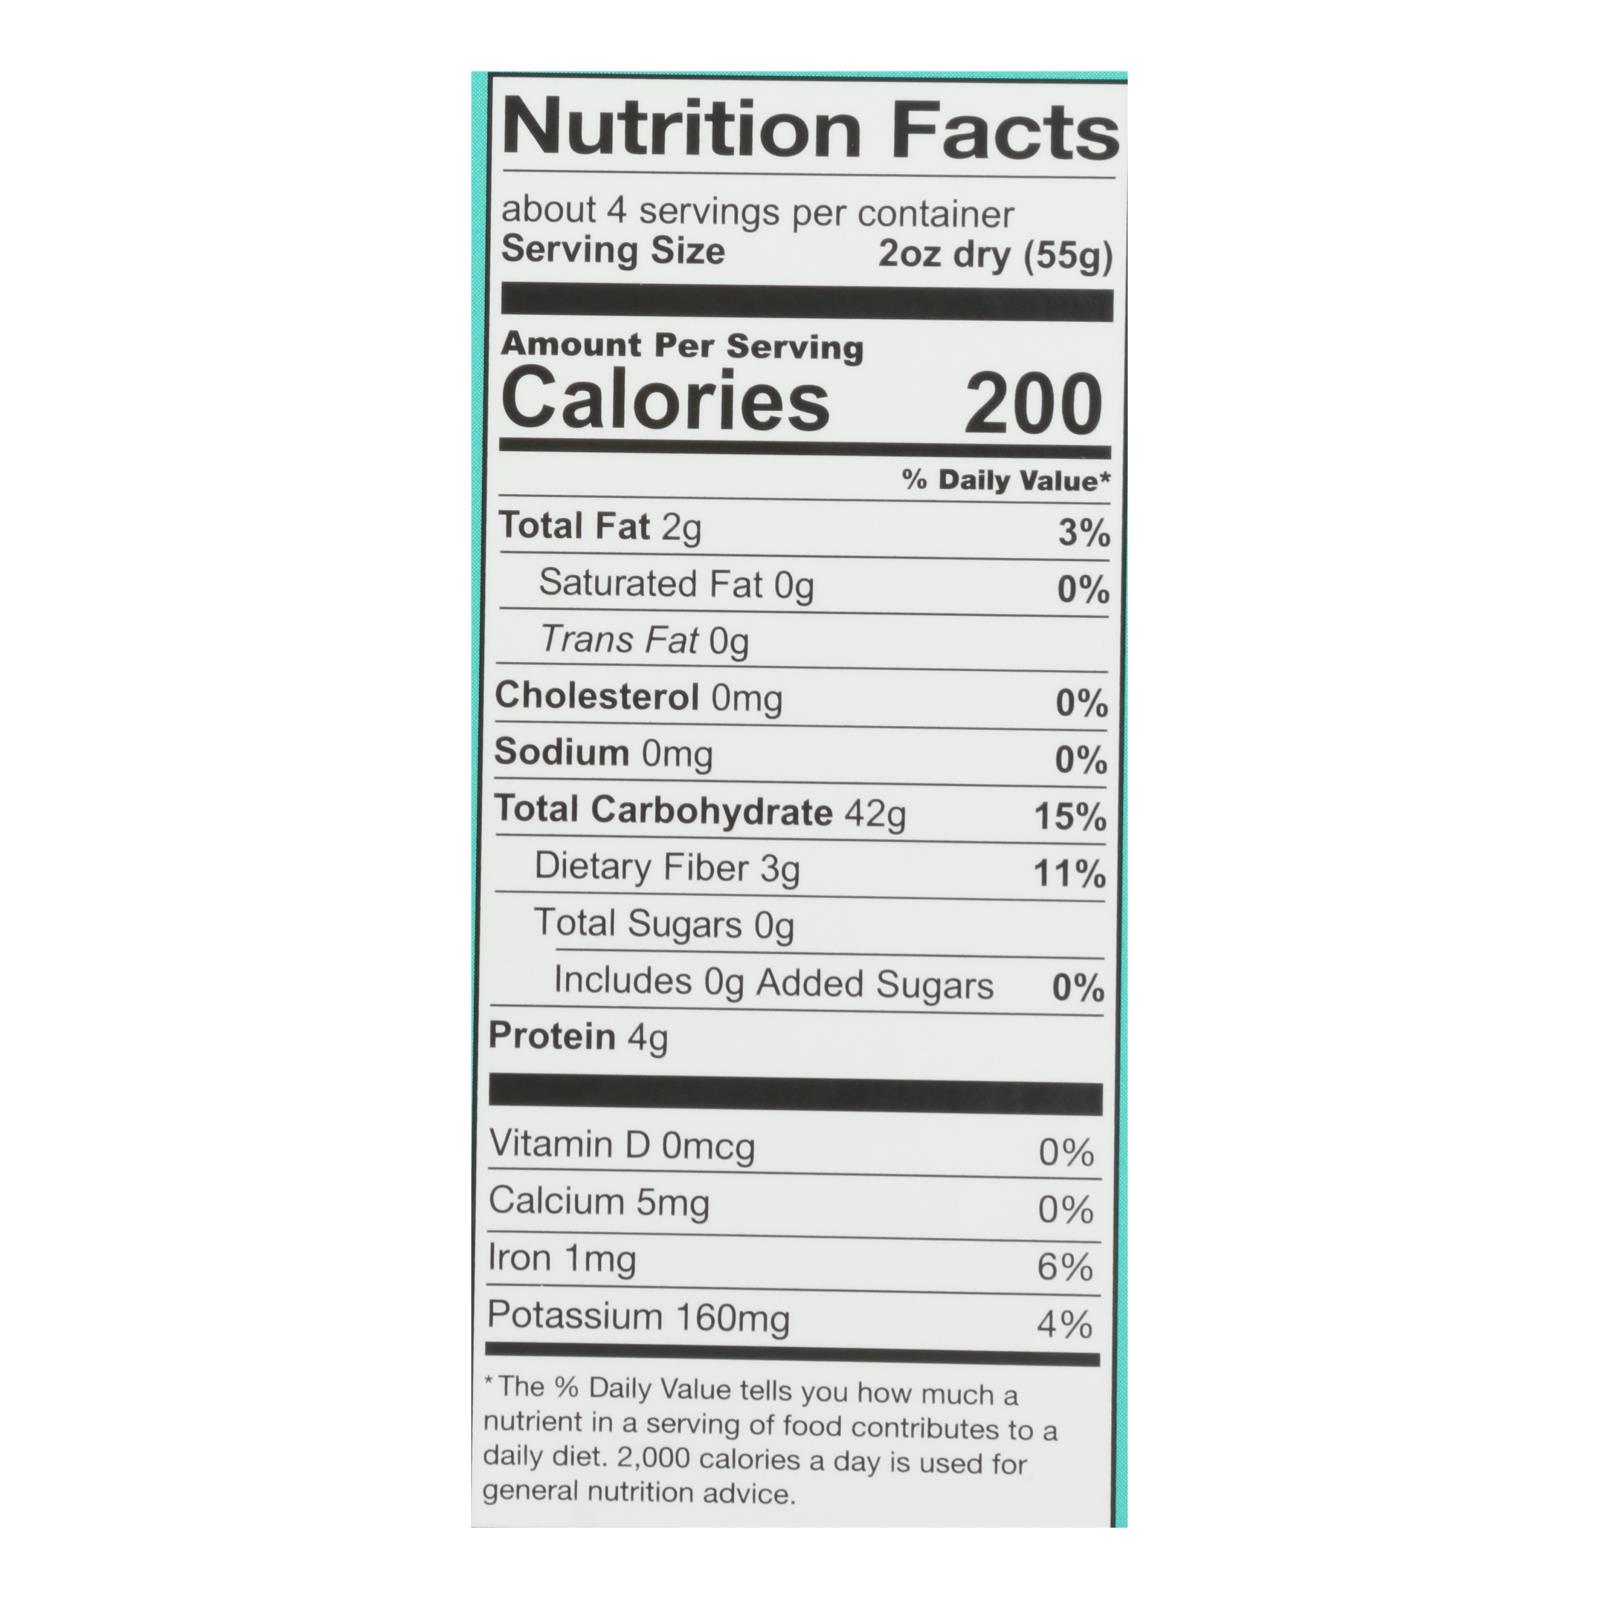 Nutrition Facts
about 4 servings per container
Serving Size 2oz dry (55g)
Amount Per Serving
Calories 200
% Daily Value*
Total Fat 2g 3%
Saturated Fat 0g 0%
Trans Fat 0g
Cholesterol 0mg 0%
Sodium 0mg 0%
Total Carbohydrate 42g 15%
Dietary Fiber 3g 11%
Total Sugars 0g
Includes 0g Added Sugars 0%
Protein 4g
Vitamin D 0mcg 0%
Calcium 5mg 0%
Iron 1mg 6%
Potassium 160mg 4%
*The % Daily Value tells you how much a
nutrient in a serving of food contributes to a
daily diet. 2,000 calories a day is used for
general nutrition advice.